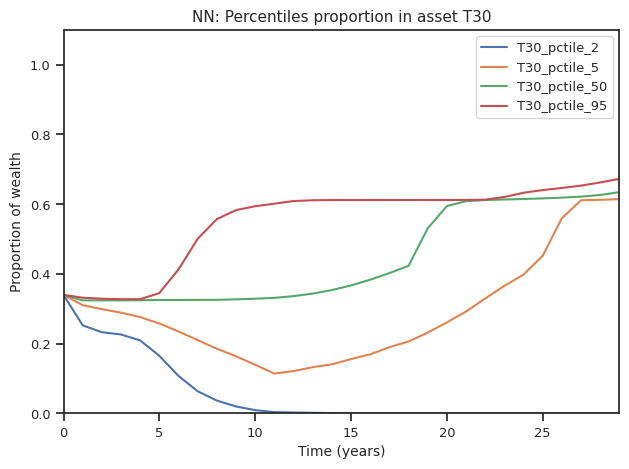 NN: Percentiles proportion in asset T30
T30_pctile_2
T30_pctile_5
T30_pctile_50
T30_pctile_95
1.0
0.8
0.6
0.4
0.2
0.0
Proportion of wealth
0
5
10
15
20
25
Time (years)